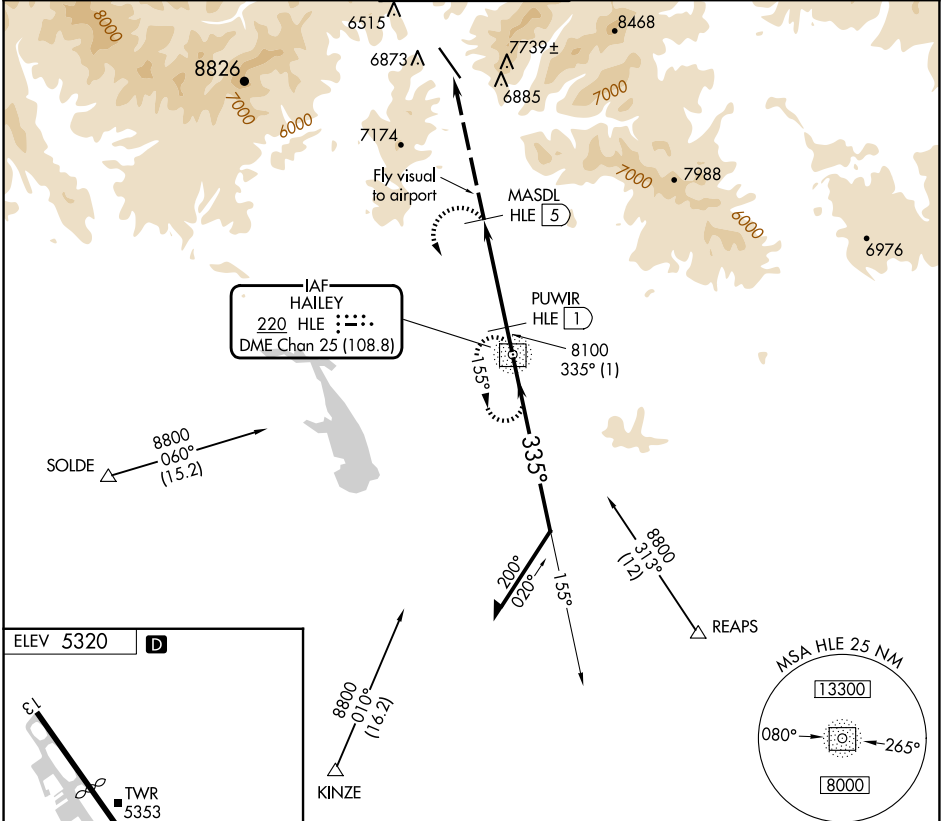 8000
6515
8468
6873
7739±
8826
6885
7000
6000
7000
7174
7000
7988
Fly visual
to airport
MASDL
HLE 5
6000
6976
IAF
HAILEY
220 HLE
DME Chan 25 (108.8)
PUWIR
HLE 1
8100
335° (1)
155°
8800
060°
(15.2)
SOLDE
335°
8800
313°
(12)
200°
020°
155°
REAPS
ELEV 5320 D
13
TWR
5353
8800
010°
(16.2)
KINZE
MSA HLE 25 NM
13300
080°
265°
8000